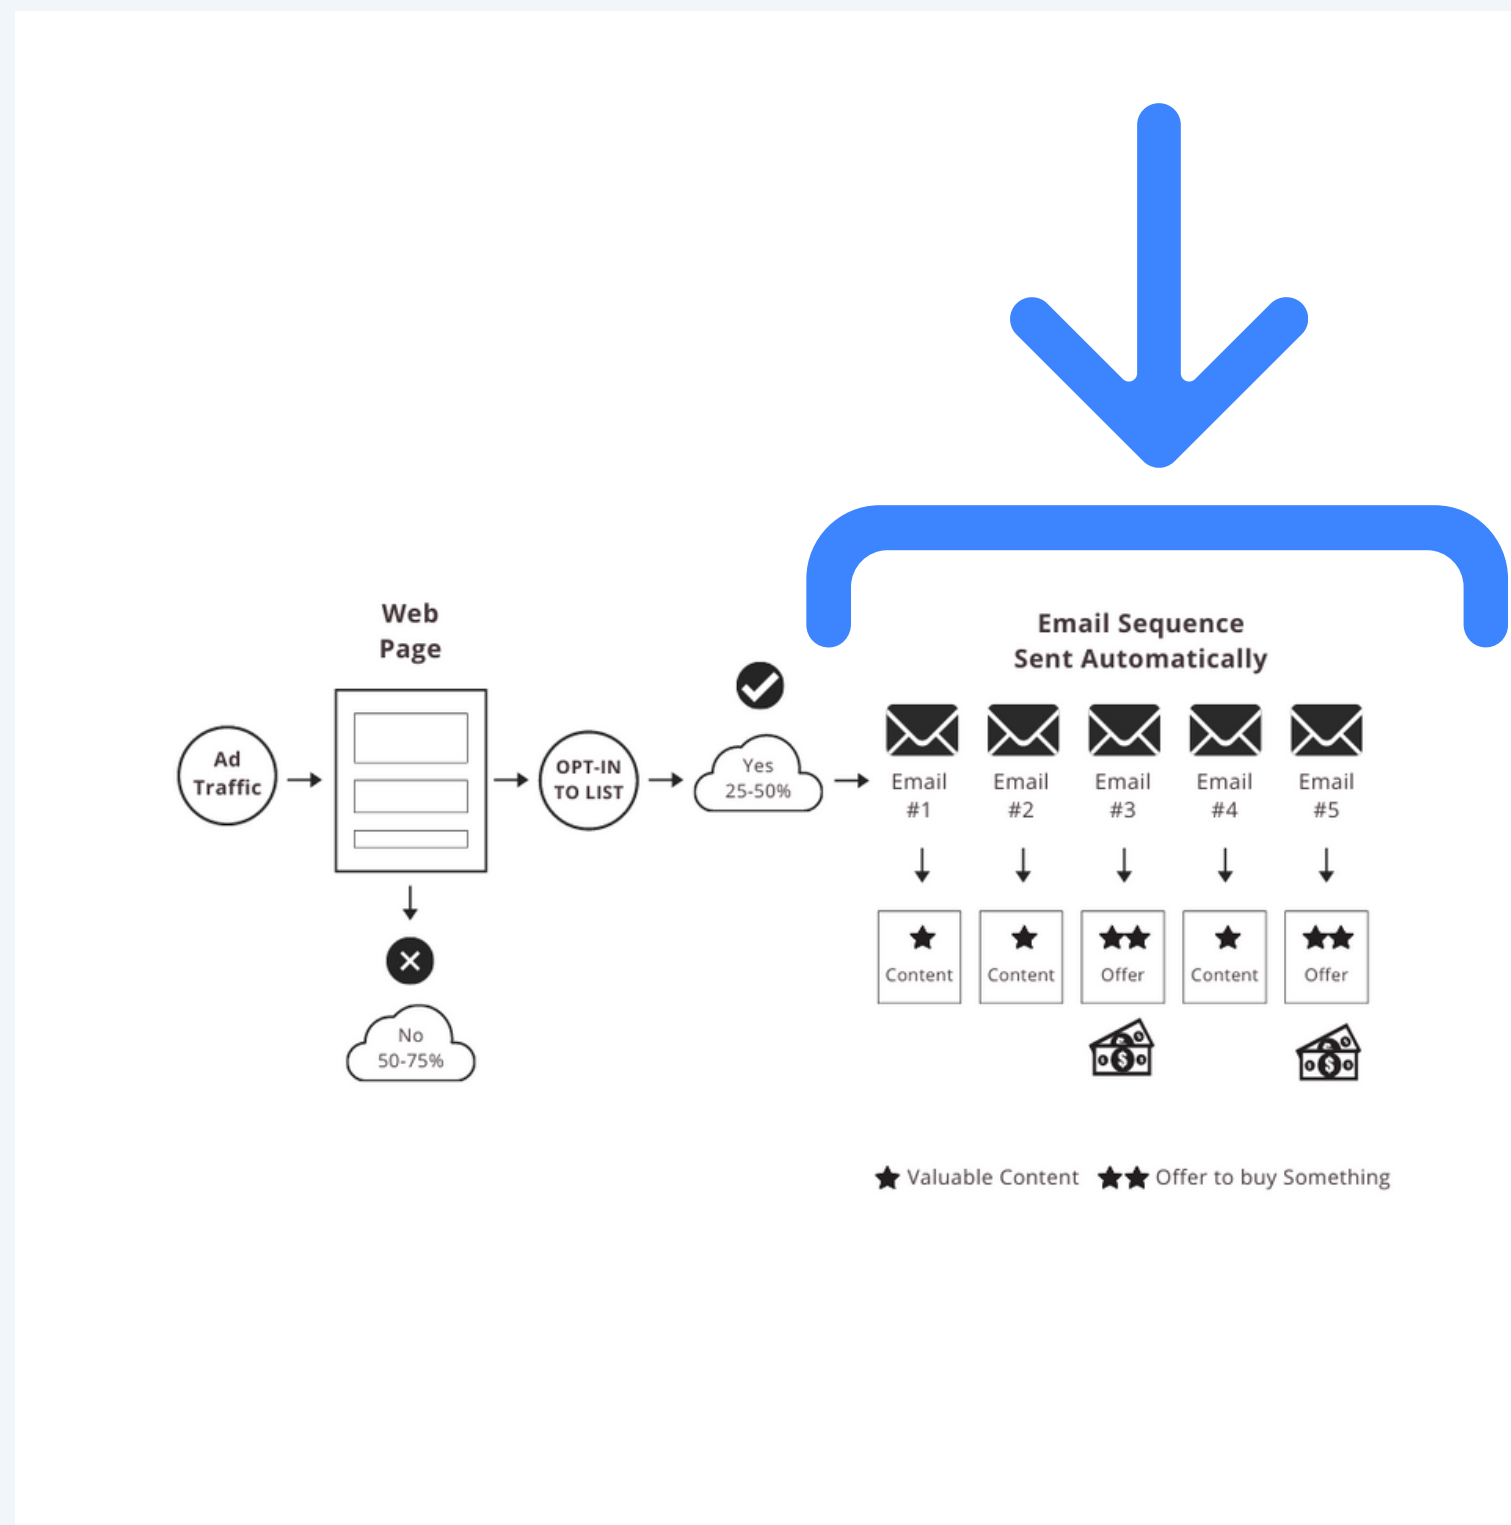 Web
Page
Ad
Traffic
OPT-IN
TO LIST
Yes
25-50%
No
50-75%
Email Sequence
Sent Automatically
Email
#1
Email
#2
Email
#3
Email
#4
Email
#5
Content
Content
Offer
Content
Offer
Valuable Content
Offer to buy Something